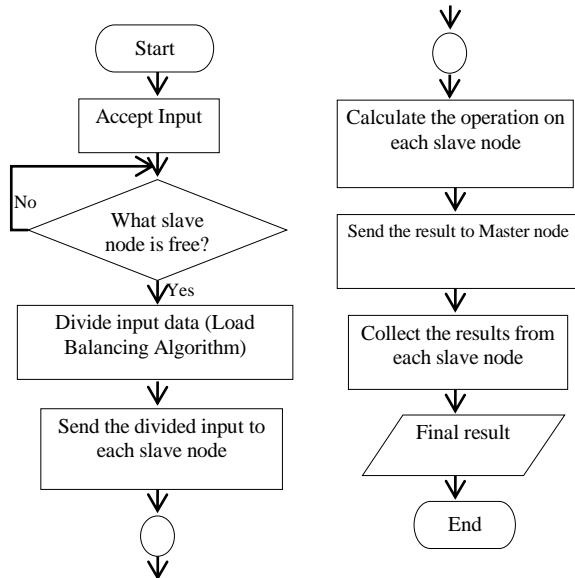 Start
Accept Input
No
What slave
node is free?
Yes
Divide input data (Load
Balancing Algorithm)
Send the divided input to
each slave node
Calculate the operation on
each slave node
Send the result to Master node
Collect the results from
each slave node
Final result
End